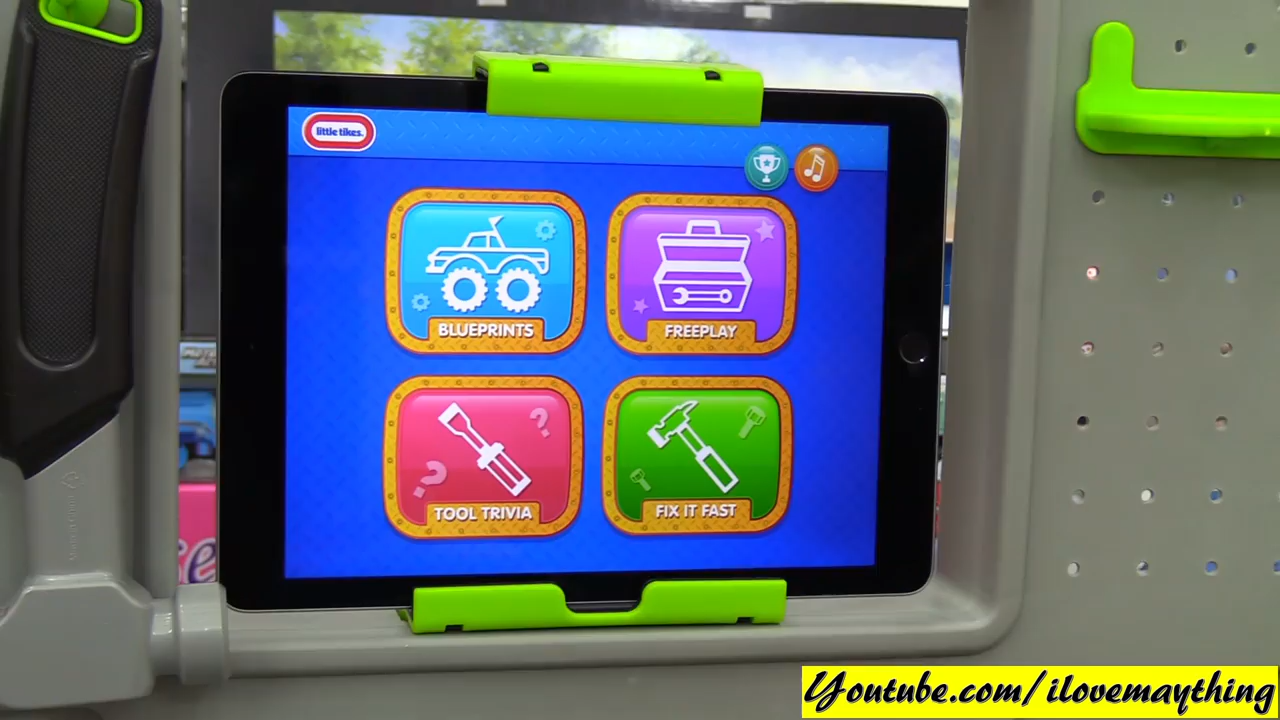 little tikes.
BLUEPRINTS
FREEPLAY
TOOL TRIVIA
FIX IT FAST
Youtube.com/ilovemaything